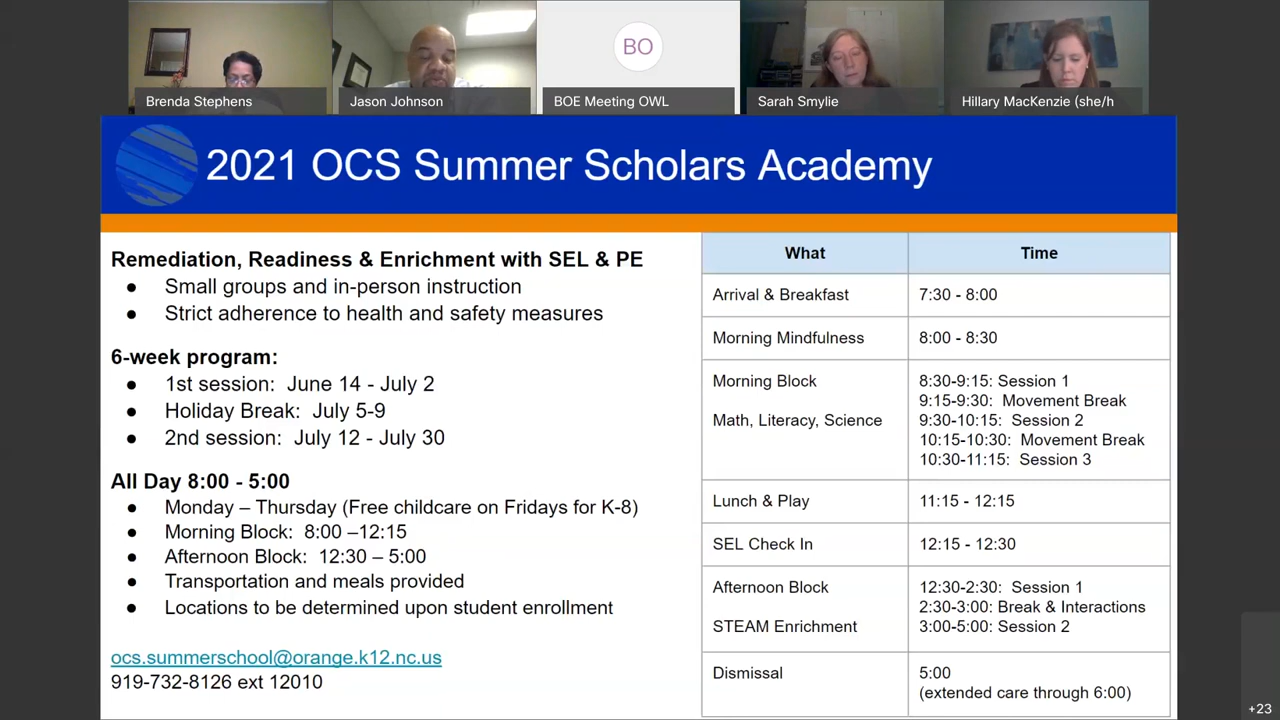 Brenda Stephens
Jason Johnson
BO
BOE Meeting OWL
Sarah Smylie
Hillary MacKenzie (she/h
2021 OCS Summer Scholars Academy
Remediation, Readiness & Enrichment with SEL & PE
● Small groups and in-person instruction
● Strict adherence to health and safety measures
6-week program:
● 1st session: June 14 - July 2
● Holiday Break: July 5-9
● 2nd session: July 12 - July 30
All Day 8:00 - 5:00
● Monday – Thursday (Free childcare on Fridays for K-8)
● Morning Block: 8:00 –12:15
● Afternoon Block: 12:30 – 5:00
● Transportation and meals provided
● Locations to be determined upon student enrollment
ocs.summerschool@orange.k12.nc.us
919-732-8126 ext 12010
What Time
Arrival & Breakfast 7:30 - 8:00
Morning Mindfulness 8:00 - 8:30
Morning Block 8:30-9:15: Session 1
9:15-9:30: Movement Break
Math, Literacy, Science 9:30-10:15: Session 2
10:15-10:30: Movement Break
10:30-11:15: Session 3
Lunch & Play 11:15 - 12:15
SEL Check In 12:15 - 12:30
Afternoon Block 12:30-2:30: Session 1
2:30-3:00: Break & Interactions
STEAM Enrichment 3:00-5:00: Session 2
Dismissal 5:00
(extended care through 6:00)
+23